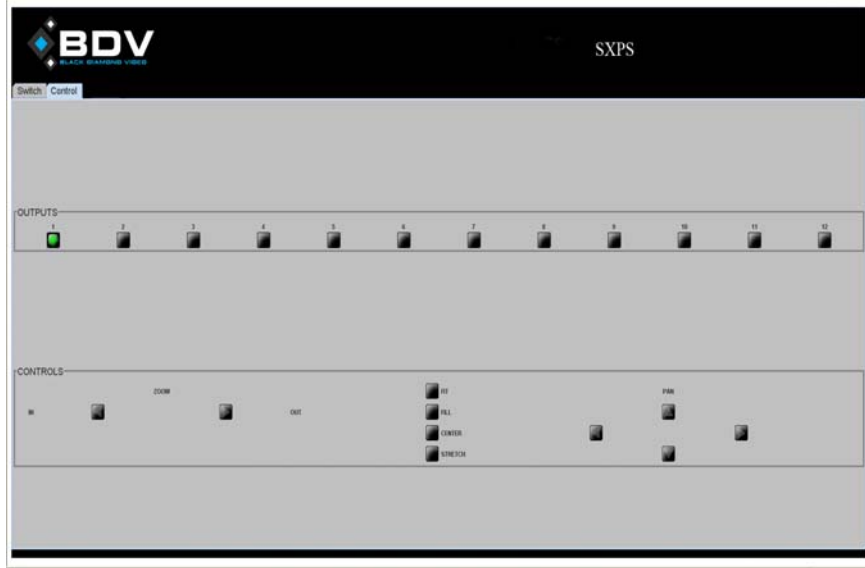 BDV
BLACK DIAMOND VIDEO
SXPS
Switch Control
OUTPUTS
1 2 3 4 5 6 7 8 9 10 11 12
CONTROLS
ZOOM
IN OUT
FIT
FILL
CENTER
STRETCH
PAN